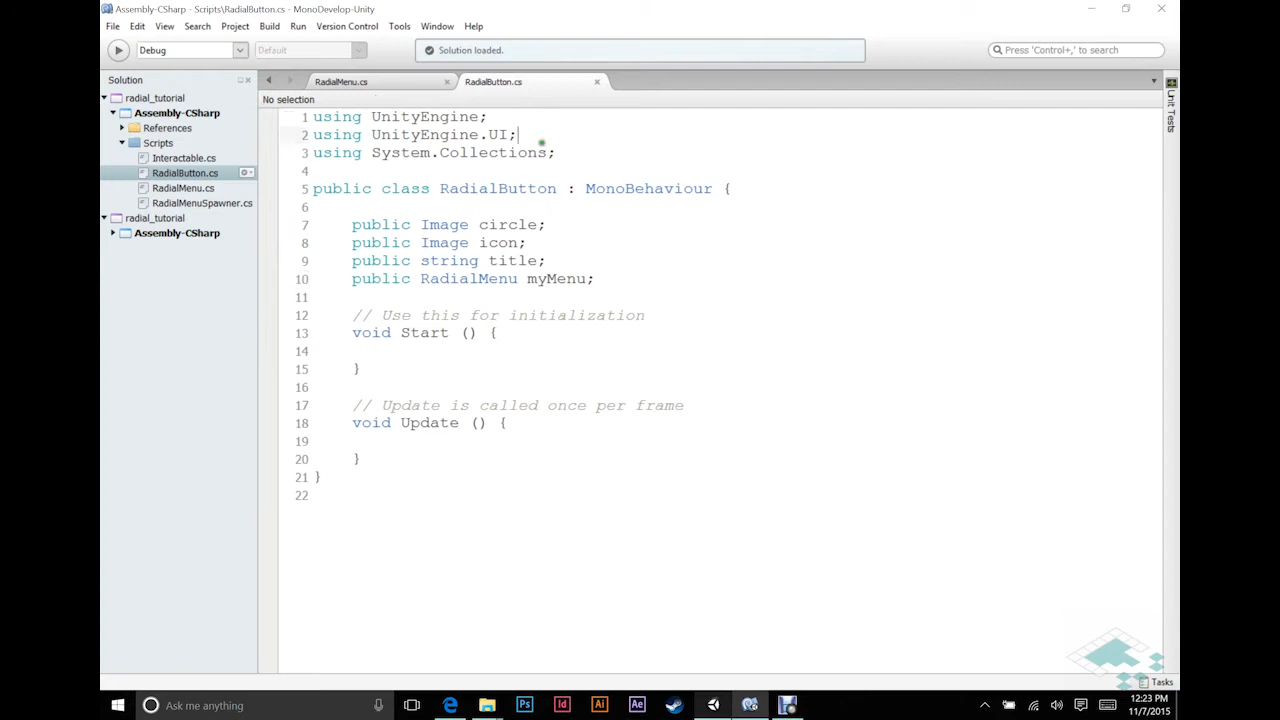 Assembly-CSharp - Scripts\RadialButton.cs - MonoDevelop-Unity
File Edit View Search Project Build Run Version Control Tools Window Help
Debug
Default
Solution loaded.
Press 'Control+,' to search
Solution
RadialMenu.cs
RadialButton.cs
radial_tutorial
Assembly-CSharp
References
Scripts
Interactable.cs
RadialButton.cs
RadialMenu.cs
RadialMenuSpawner.cs
radial_tutorial
Assembly-CSharp
No selection
1 using UnityEngine;
2 using UnityEngine.UI;
3 using System.Collections;
4
5 public class RadialButton : MonoBehaviour {
6
7 public Image circle;
8 public Image icon;
9 public string title;
10 public RadialMenu myMenu;
11
12 // Use this for initialization
13 void Start () {
14
15 }
16
17 // Update is called once per frame
18 void Update () {
19
20 }
21 }
22
Unit Tests
Tasks
Ask me anything
Ps
Id
Ai
Ae
12:23 PM
11/7/2015